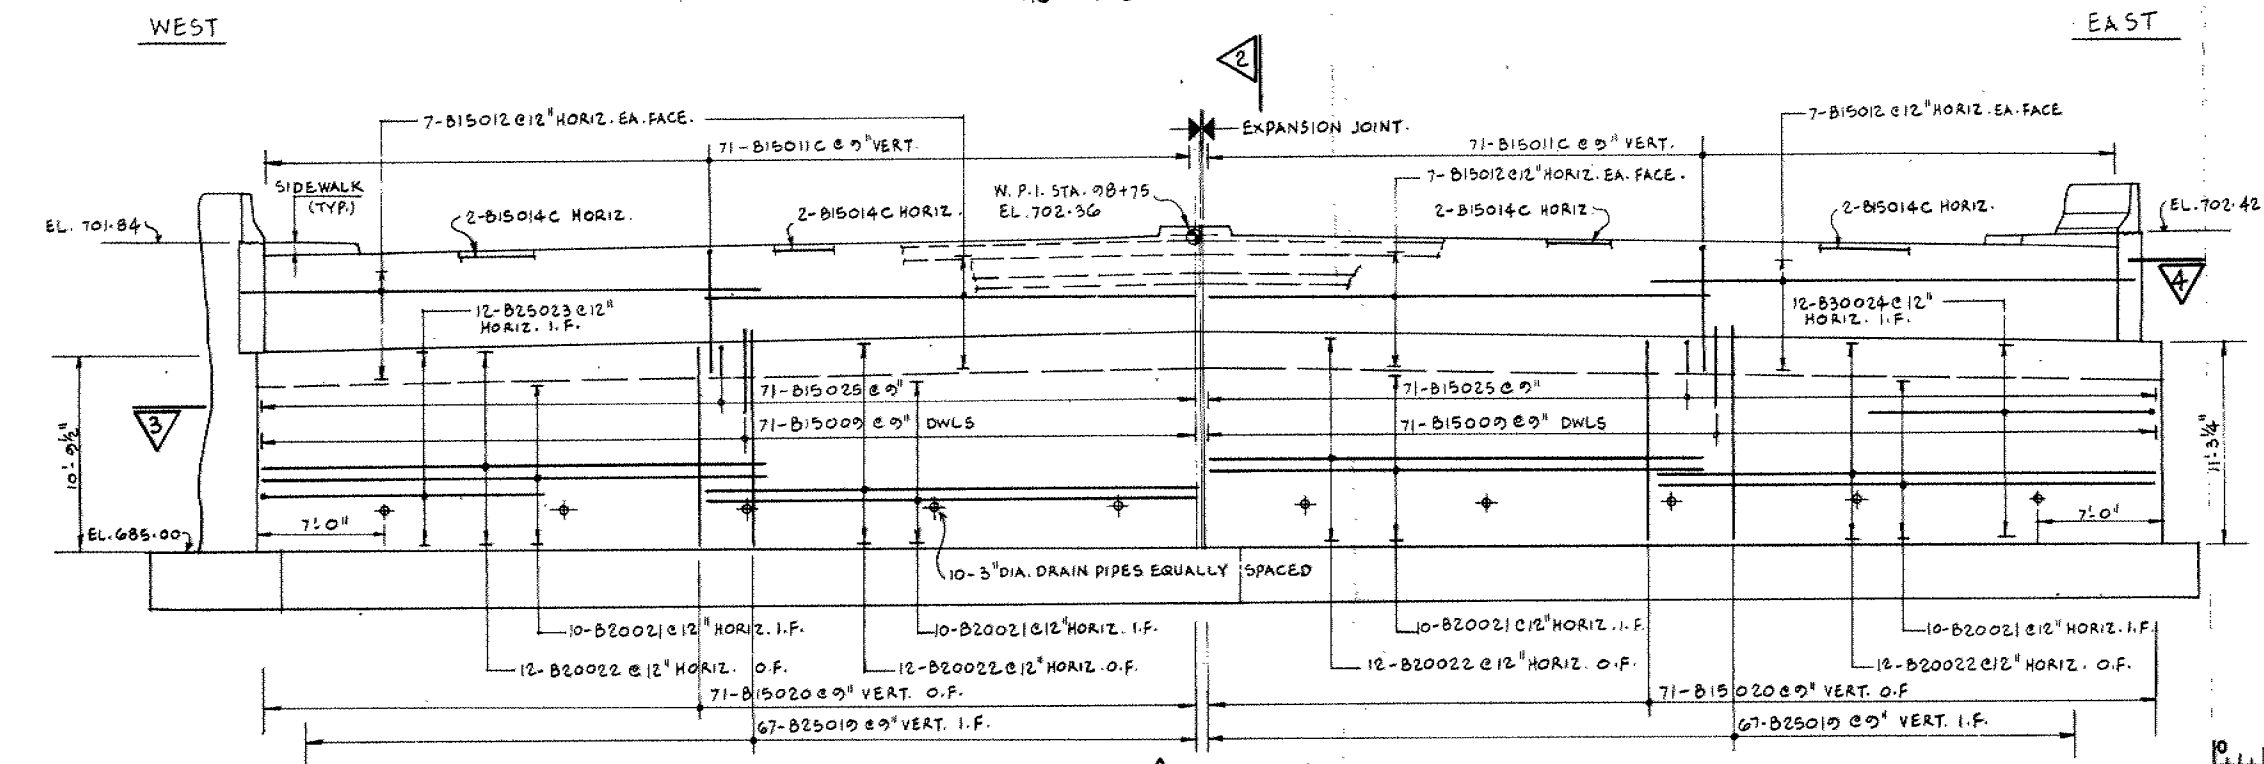 WEST
EAST
2
7-B15012@12" HORIZ. EA. FACE.
EXPANSION JOINT.
7-B15012@12" HORIZ. EA. FACE
71-B15011C @ 9" VERT.
71-B15011C @ 9" VERT.
SIDEWALK
(TYP.)
W. P.I. STA. 98+75
EL. 702.36
7-B15012@12" HORIZ. EA. FACE.
EL. 701.84
2-B15014C HORIZ.
2-B15014C HORIZ.
2-B15014C HORIZ
2-B15014C HORIZ.
EL. 702.42
4
12-B25023@12"
HORIZ. I.F.
12-B30024@12"
HORIZ. I.F.
71-B15025@9"
71-B15025@9"
3
71-B15009@9" DWLS
71-B15009@9" DWLS
10'-9½"
11'-3¼"
7'-0"
7'-0"
EL. 685.00
10-3" DIA. DRAIN PIPES EQUALLY SPACED
10-B20021@12" HORIZ. I.F.
10-B20021@12" HORIZ. I.F.
10-B20021@12" HORIZ. I.F.
10-B20021@12" HORIZ. I.F.
12-B20022@12" HORIZ. O.F.
12-B20022@12" HORIZ. O.F.
12-B20022@12" HORIZ. O.F.
12-B20022@12" HORIZ. O.F.
71-B15020@9" VERT. O.F.
71-B15020@9" VERT. O.F
67-B25019@9" VERT. I.F.
67-B25019@9" VERT. I.F.